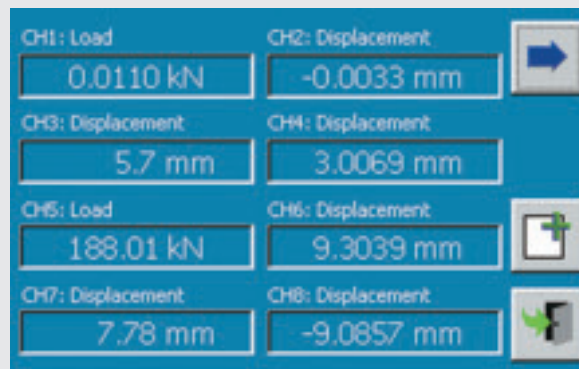 CH1: Load CH2: Displacement
0.0110 kN -0.0033 mm
CH3: Displacement CH4: Displacement
5.7 mm 3.0069 mm
CH5: Load CH6: Displacement
188.01 kN 9.3039 mm
CH7: Displacement CH8: Displacement
7.78 mm -9.0857 mm